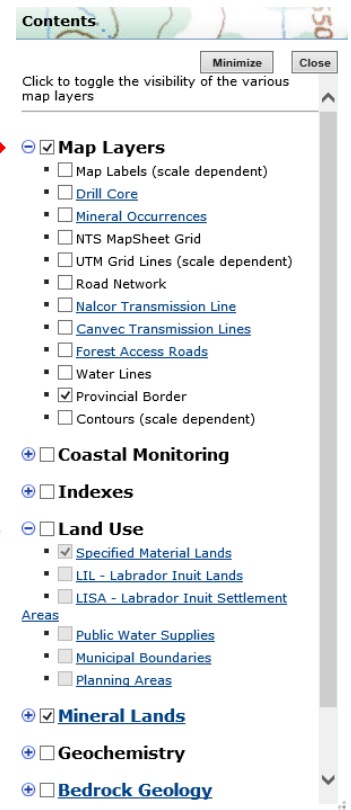 Contents
550
Minimize Close
Click to toggle the visibility of the various
map layers
Map Layers
Map Labels (scale dependent)
Drill Core
Mineral Occurrences
NTS MapSheet Grid
UTM Grid Lines (scale dependent)
Road Network
Nalcor Transmission Line
Canvec Transmission Lines
Forest Access Roads
Water Lines
Provincial Border
Contours (scale dependent)
Coastal Monitoring
Indexes
Land Use
Specified Material Lands
LIL - Labrador Inuit Lands
LISA - Labrador Inuit Settlement
Areas
Public Water Supplies
Municipal Boundaries
Planning Areas
Mineral Lands
Geochemistry
Bedrock Geology